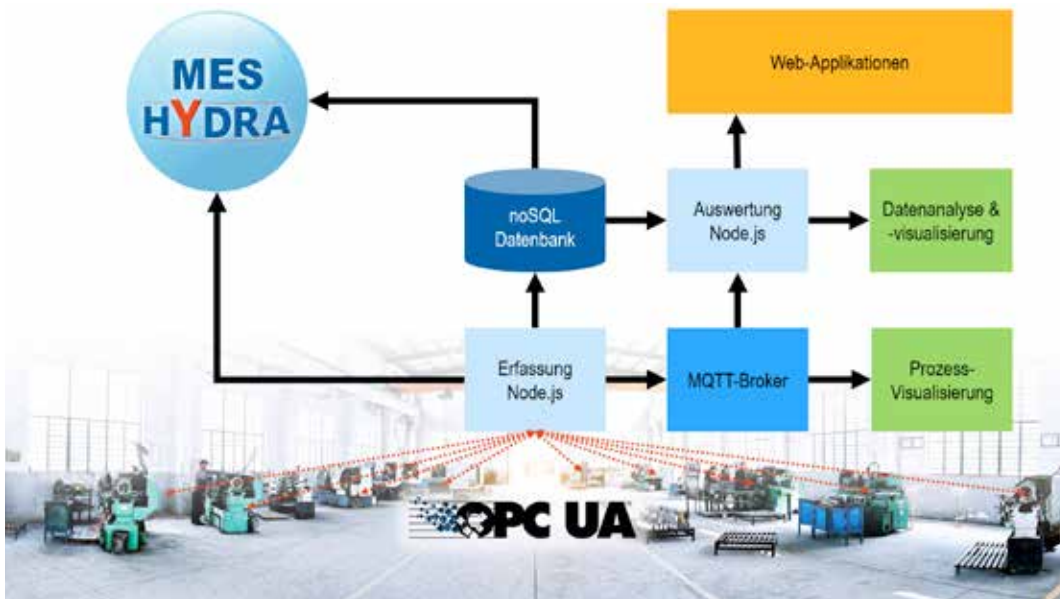 MES
HYDRA
Web-Applikationen
noSQL
Datenbank
Auswertung
Node.js
Datenanalyse &
-visualisierung
Erfassung
Node.js
MQTT-Broker
Prozess-
Visualisierung
OPC UA